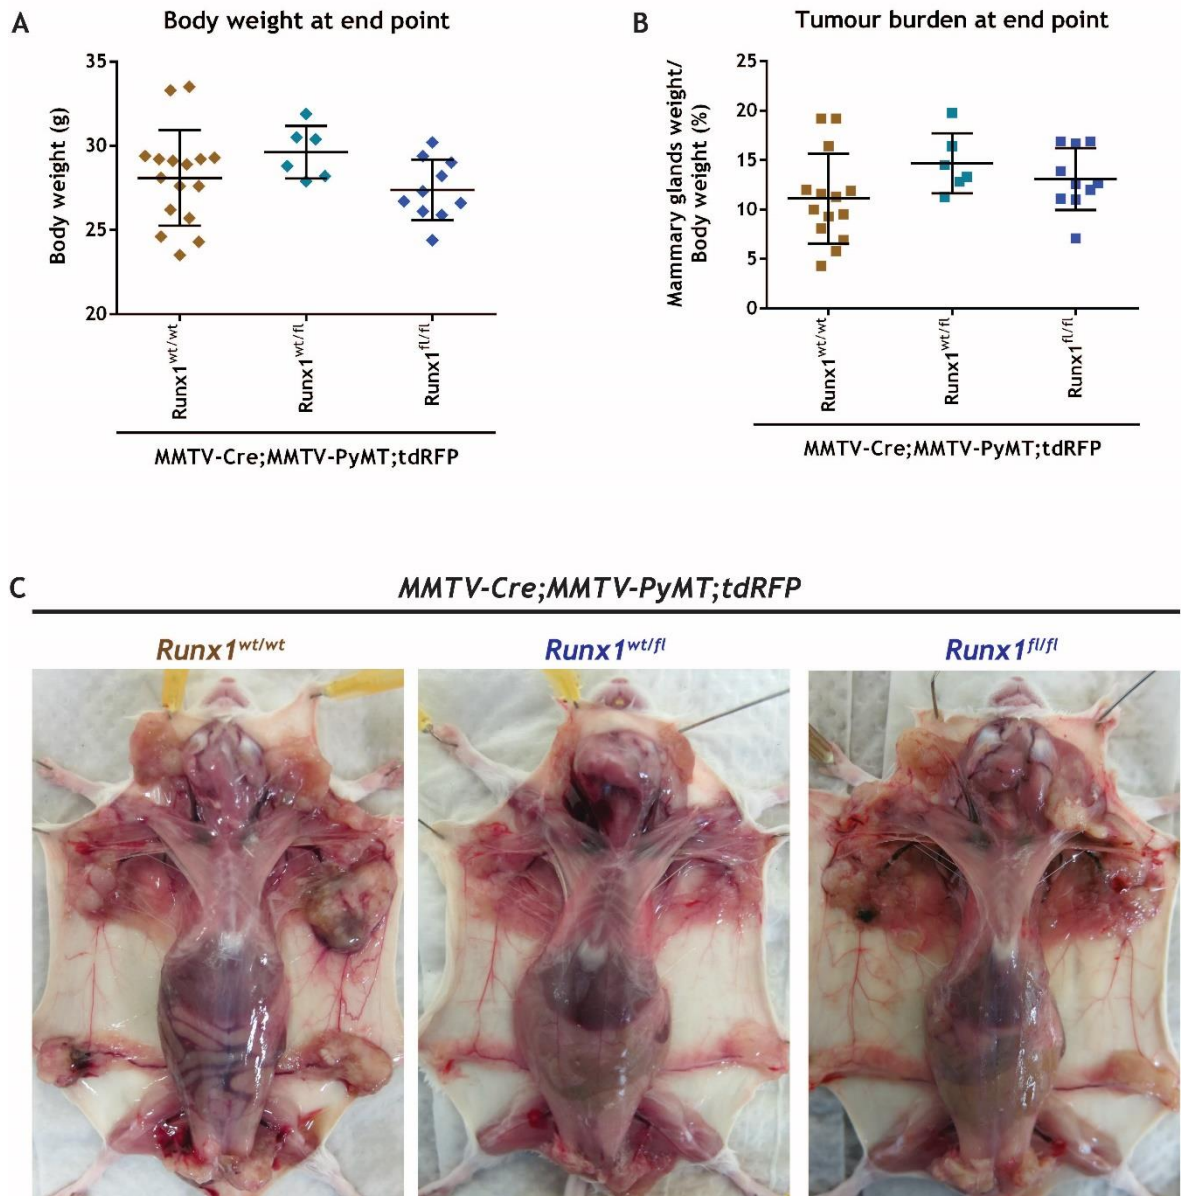 A
Body weight at end point
Body weight (g)
35
30
25
20
Runx1wt/wt
Runx1wt/fl
Runx1fl/fl
MMTV-Cre;MMTV-PyMT;tdRFP
B
Tumour burden at end point
Mammary glands weight/
Body weight (%)
25
20
15
10
5
0
Runx1wt/wt
Runx1wt/fl
Runx1fl/fl
MMTV-Cre;MMTV-PyMT;tdRFP
C
MMTV-Cre;MMTV-PyMT;tdRFP
Runx1wt/wt
Runx1wt/fl
Runx1fl/fl